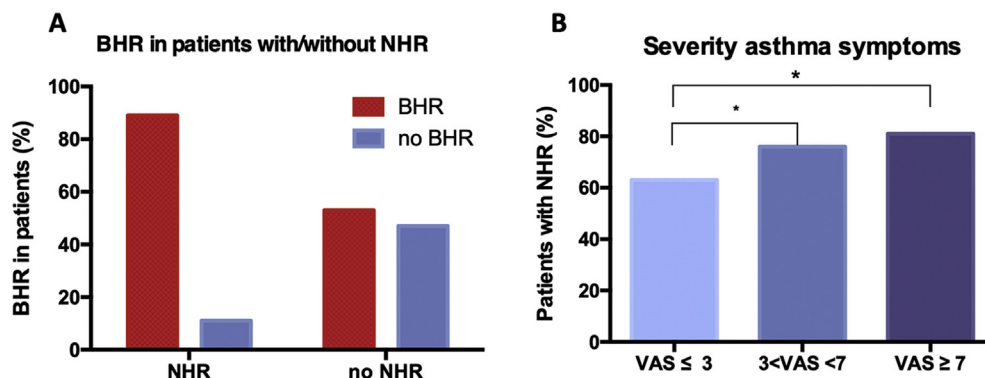 A
BHR in patients with/without NHR
BHR in patients (%)
100
80
60
40
20
0
BHR
no BHR
NHR
no NHR
B
Severity asthma symptoms
Patients with NHR (%)
100
80
60
40
20
0
*
*
VAS ≤ 3
3<VAS <7
VAS ≥ 7